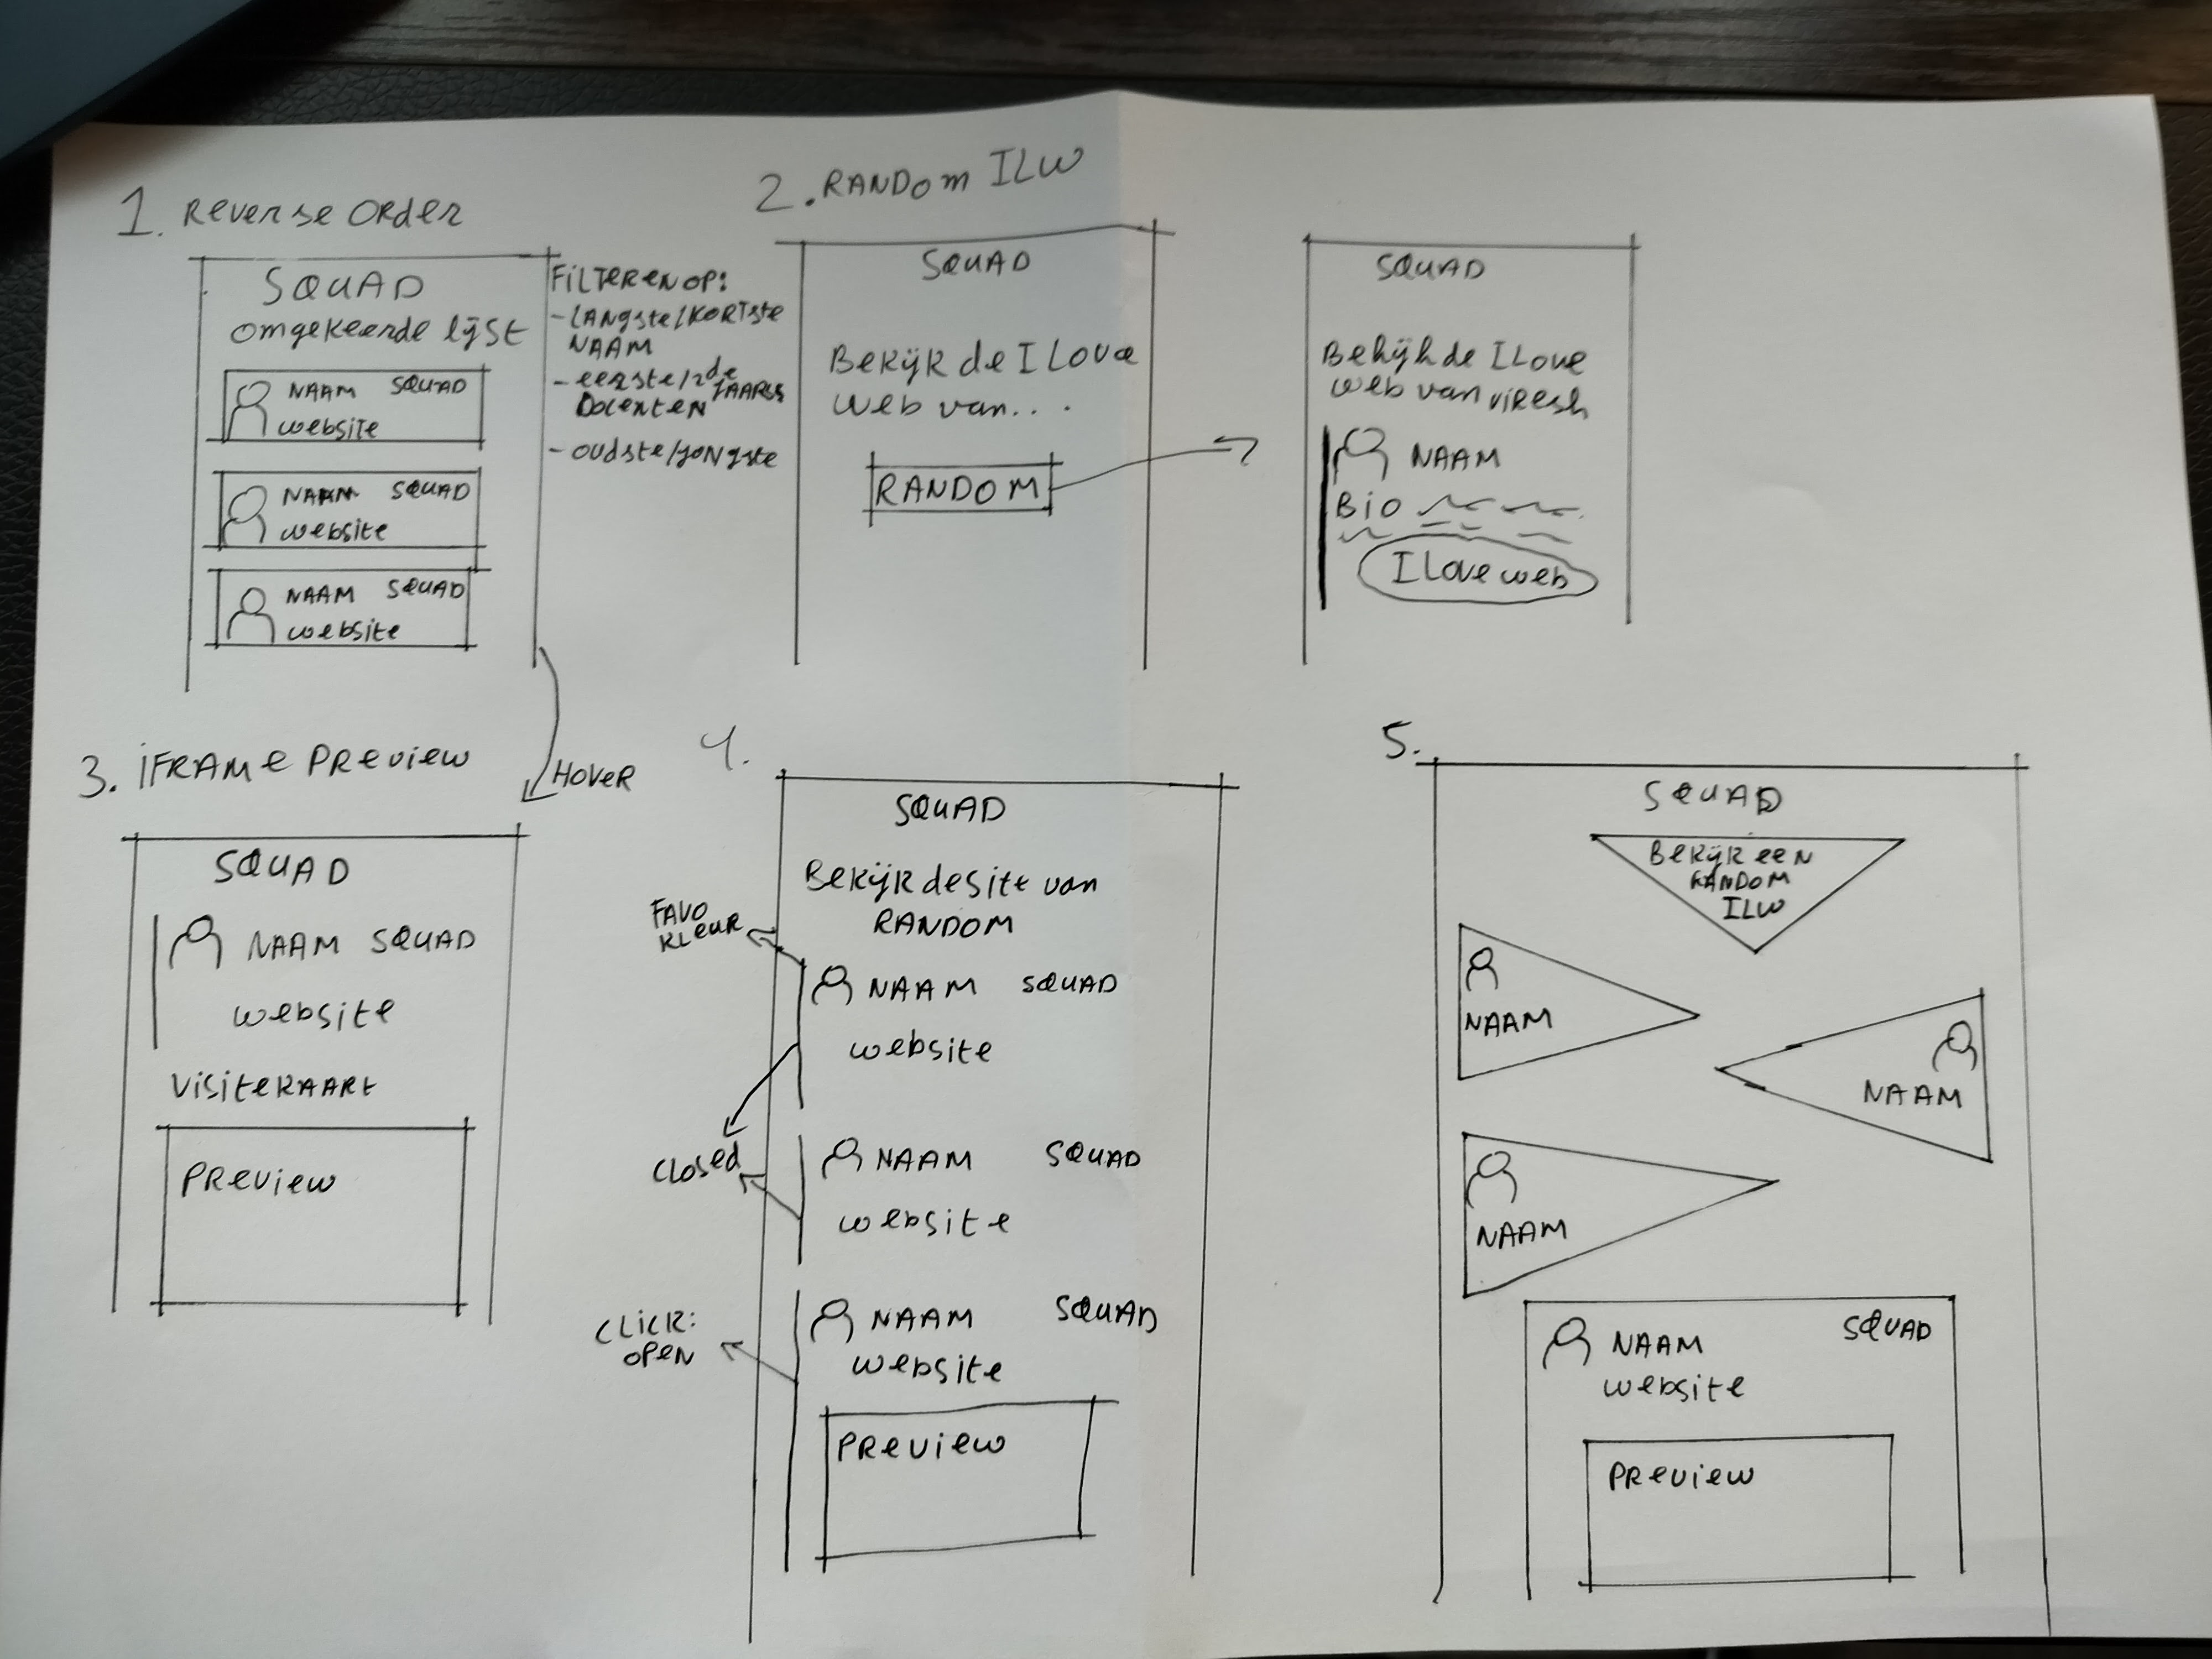 1. Reverse Order
SQUAD
omgekeerde lijst
NAAM SQUAD
website
NAAM SQUAD
website
NAAM SQUAD
website
FILTEREN OP:
- LANGste/KORTste
NAAM
- eerste/2de JAARS
DOCENTEN
- OUDste/JONGste
2. RANDOM ILW
SQUAD
Bekijk de I Love
web van...
RANDOM
SQUAD
Bekijk de I Love
web van viresh
NAAM
Bio
I Love web
3. IFRAME PREVIEW
HOVER
SQUAD
NAAM SQUAD
website
VISITEKAART
PREVIEW
4.
SQUAD
Bekijk de site van
RANDOM
FAVO
KLEUR
NAAM SQUAD
website
CLOSED
NAAM SQUAD
website
CLICK:
OPEN
NAAM SQUAD
website
PREVIEW
5.
SQUAD
BEKIJK EEN
RANDOM
ILW
NAAM
NAAM
NAAM
NAAM SQUAD
website
PREVIEW